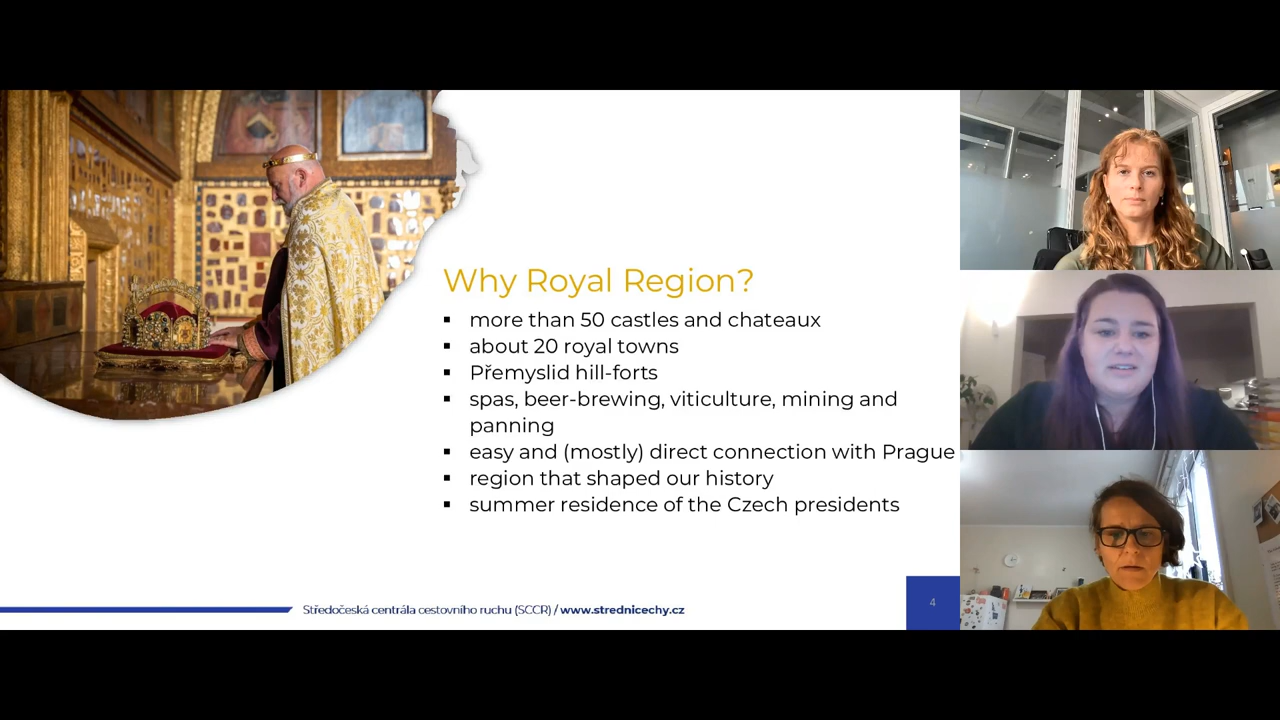 Why Royal Region?
▪ more than 50 castles and chateaux
▪ about 20 royal towns
▪ Přemyslid hill-forts
▪ spas, beer-brewing, viticulture, mining and
panning
▪ easy and (mostly) direct connection with Prague
▪ region that shaped our history
▪ summer residence of the Czech presidents
Středočeská centrála cestovního ruchu (SCCR) / www.strednicechy.cz
4